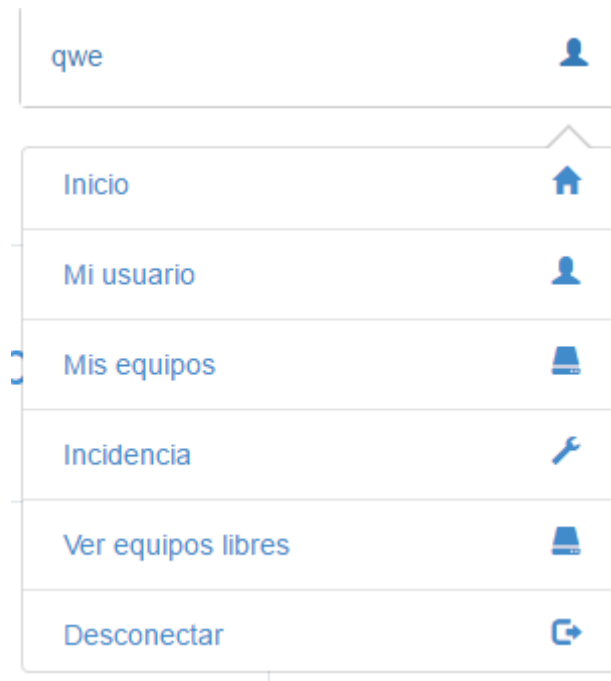 qwe
Inicio
Mi usuario
Mis equipos
Incidencia
Ver equipos libres
Desconectar